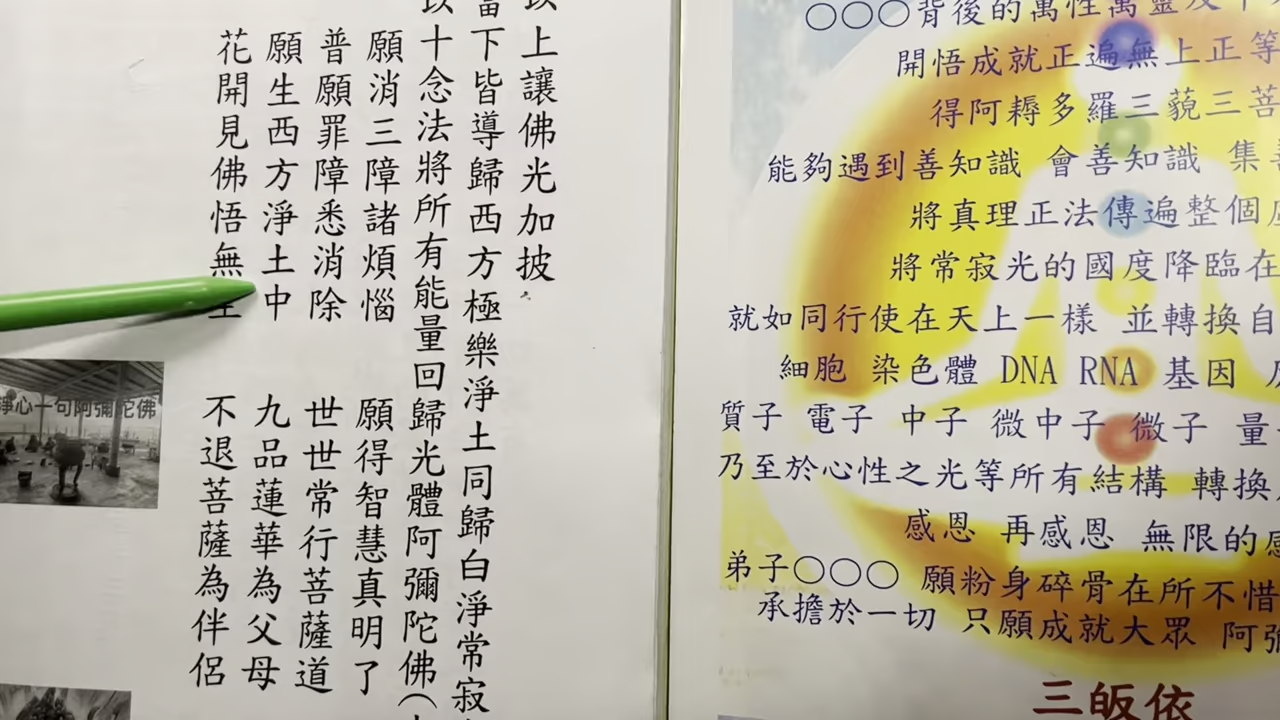 以上讓佛光加披
當下皆導歸西方極樂淨土同歸白淨常寂
以十念法將所有能量回歸光體阿彌陀佛(
願消三障諸煩惱 願得智慧真明了
普願罪障悉消除 世世常行菩薩道
願生西方淨土中 九品蓮華為父母
花開見佛悟無生 不退菩薩為伴侶
淨心一句阿彌陀佛
○○○背後的萬性萬靈及
開悟成就正遍無上正等
得阿耨多羅三藐三菩
能夠遇到善知識 會善知識 集善
將真理正法傳遍整個
將常寂光的國度降臨在
就如同行使在天上一樣 並轉換自
細胞 染色體 DNA RNA 基因
質子 電子 中子 微中子 微子 量
乃至於心性之光等所有結構 轉換
感恩 再感恩 無限的感
弟子○○○ 願粉身碎骨在所不惜
承擔於一切 只願成就大眾 阿彌
三皈依